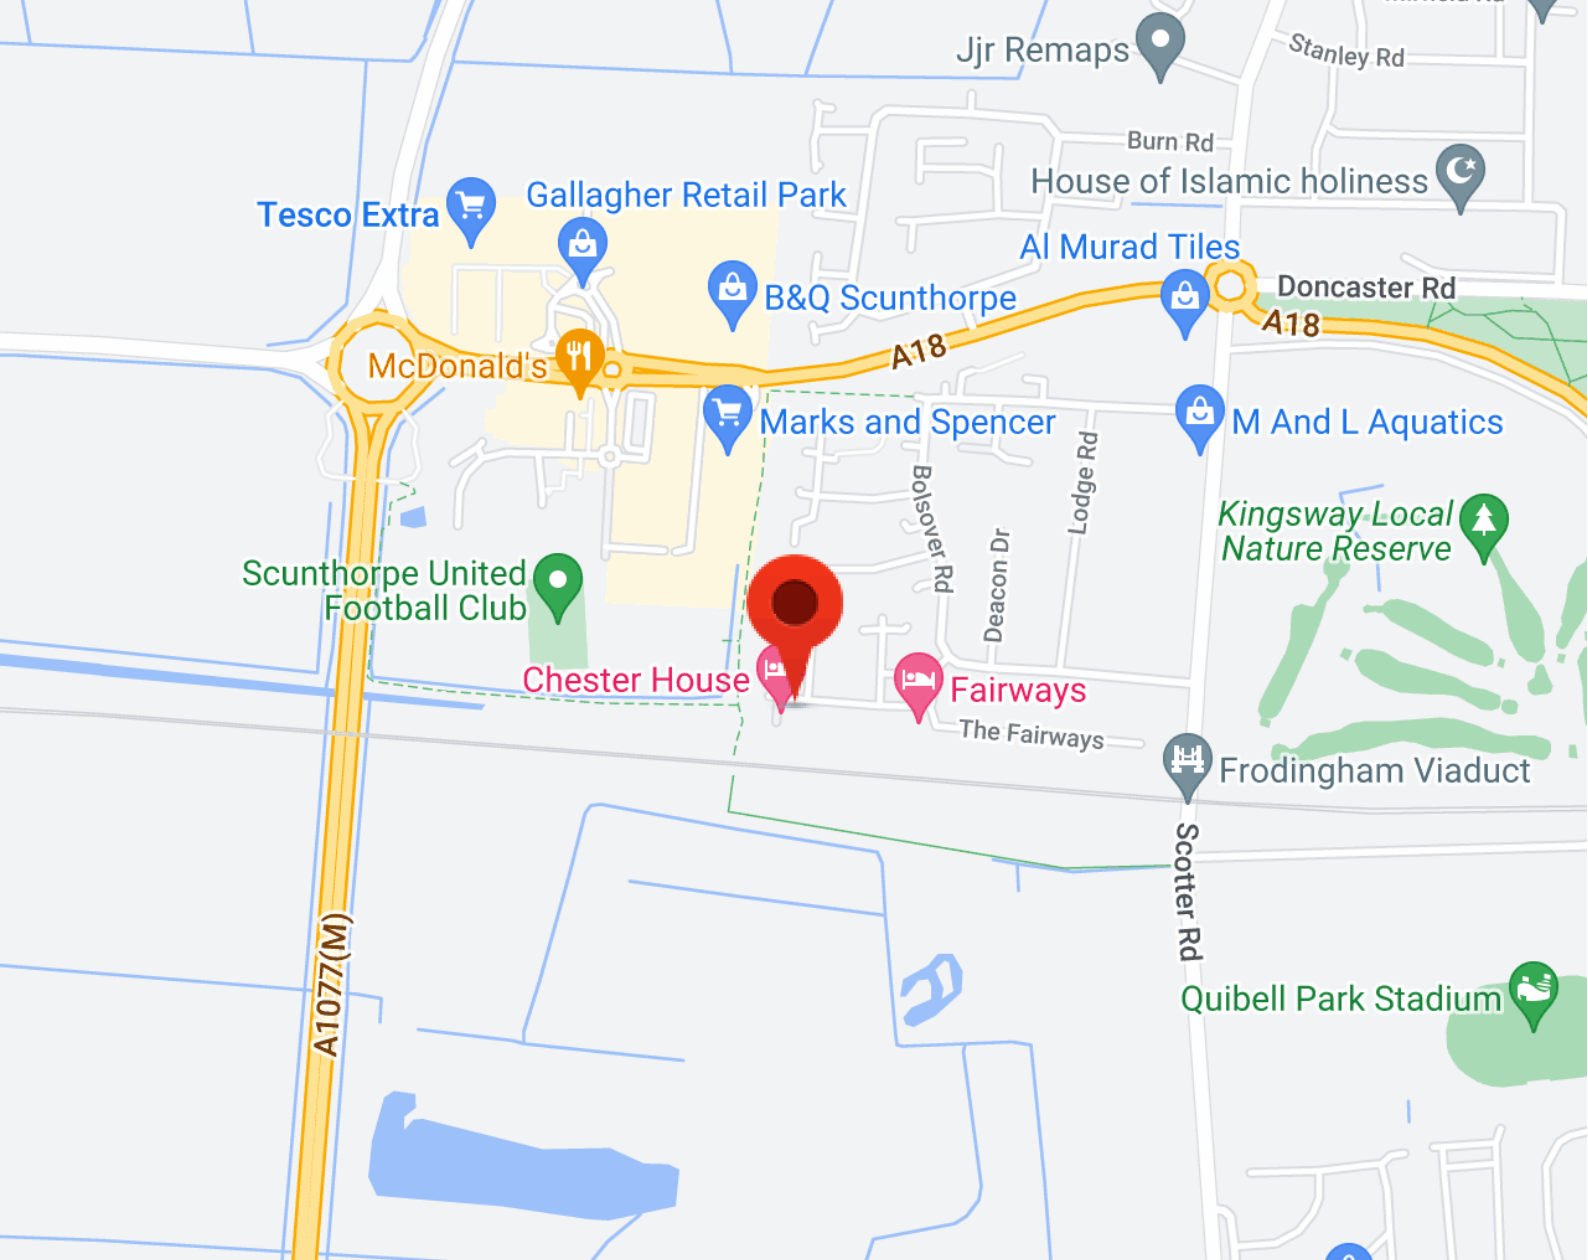 Jjr Remaps
Stanley Rd
Burn Rd
House of Islamic holiness
Gallagher Retail Park
Tesco Extra
Al Murad Tiles
B&Q Scunthorpe
Doncaster Rd
A18
A18
McDonald's
Marks and Spencer
M And L Aquatics
Lodge Rd
Bolsover Rd
Deacon Dr
Kingsway Local
Nature Reserve
Scunthorpe United
Football Club
Chester House
Fairways
The Fairways
Frodingham Viaduct
Scotter Rd
A1077(M)
Quibell Park Stadium